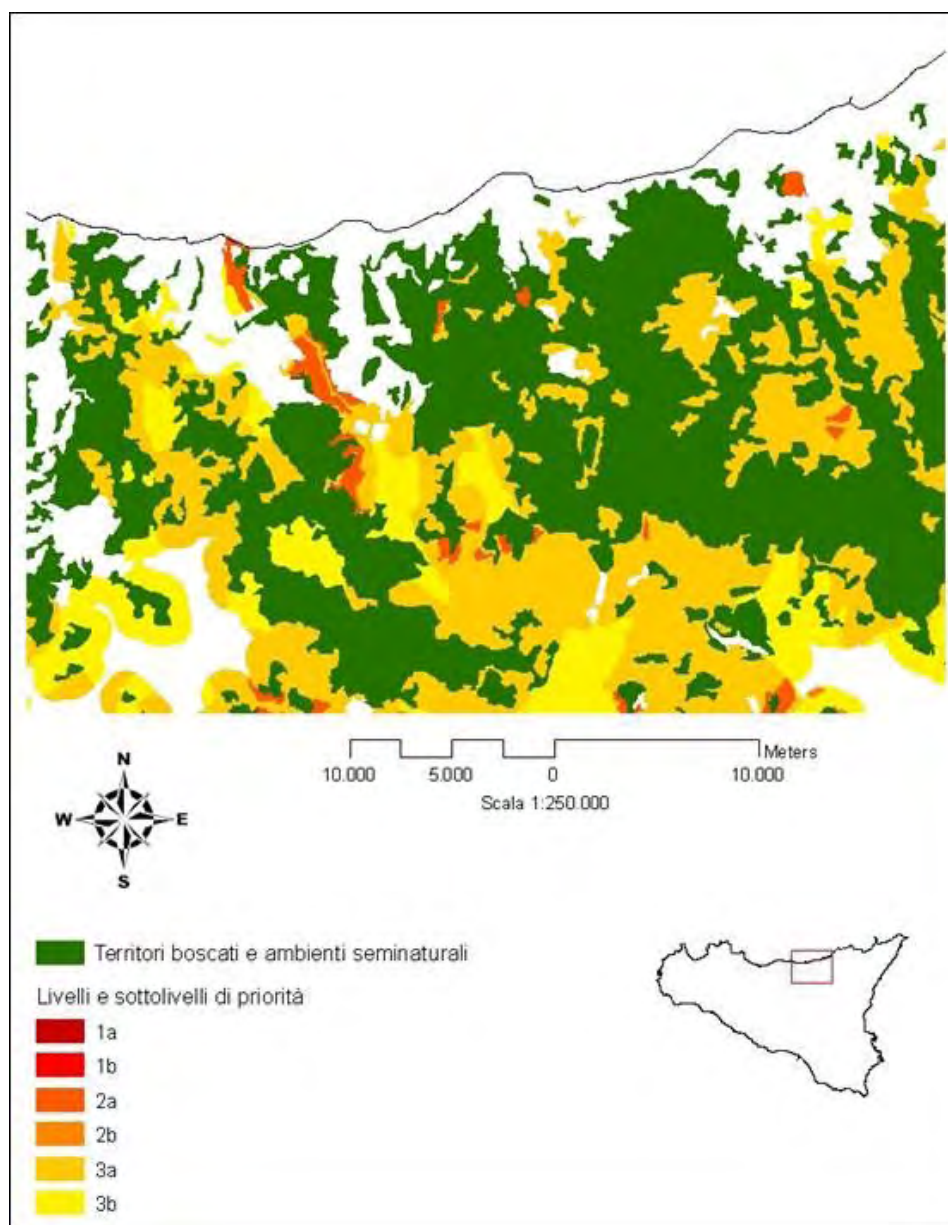 Meters
10.000 5.000 0 10.000
Scala 1:250.000
N
W E
S
Territori boscati e ambienti seminaturali
Livelli e sottolivelli di priorità
1a
1b
2a
2b
3a
3b